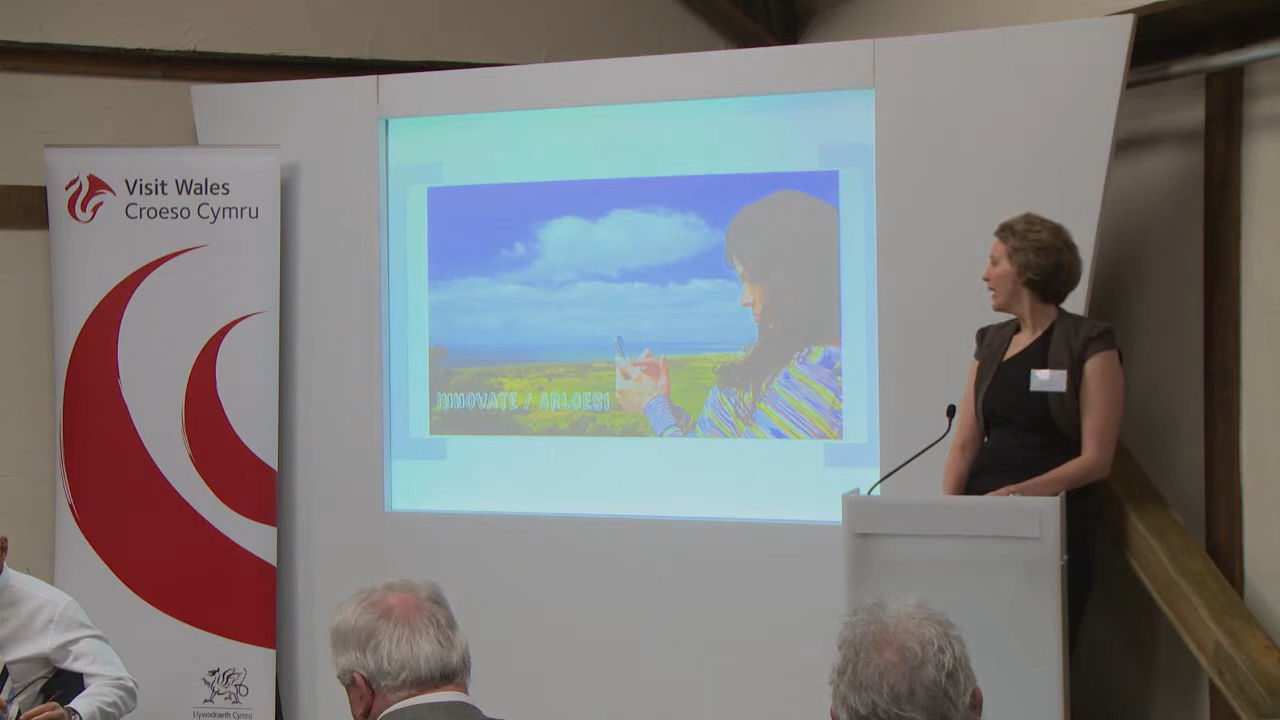 Visit Wales
Croeso Cymru
INNOVATE / ARLOESI
Llywodraeth Cymru